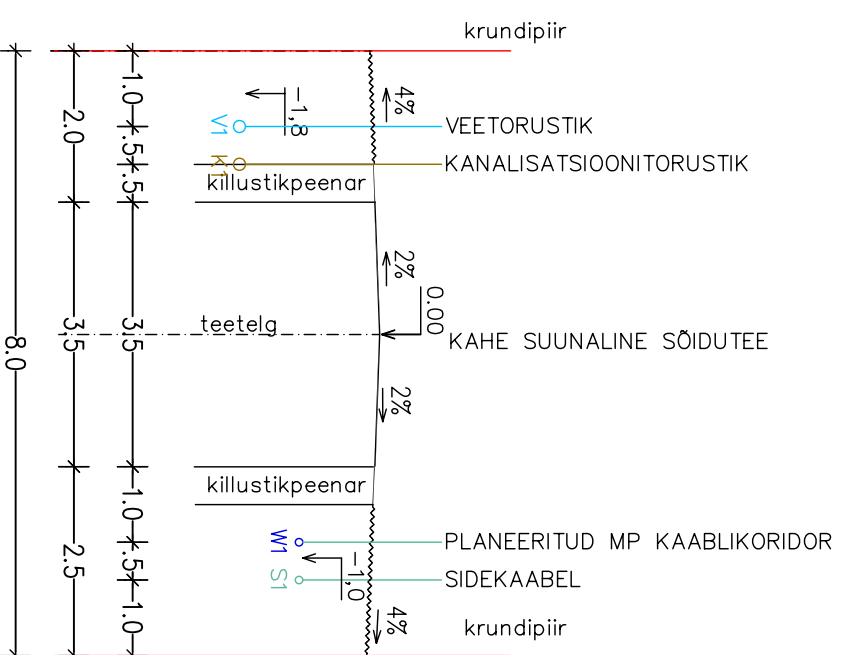 krundipiir
4%
-1,8
V1
VEETORUSTIK
K1
KANALISATSIOONITORUSTIK
killustikpeenar
2%
0.00
teetelg
KAHE SUUNALINE SÕIDUTEE
2%
killustikpeenar
W1
PLANEERITUD MP KAABLIKORIDOR
-1,0
S1
SIDEKAABEL
4%
krundipiir
1.0
.5
.5
3.5
1.0
.5
1.0
2.0
3.5
2.5
8.0